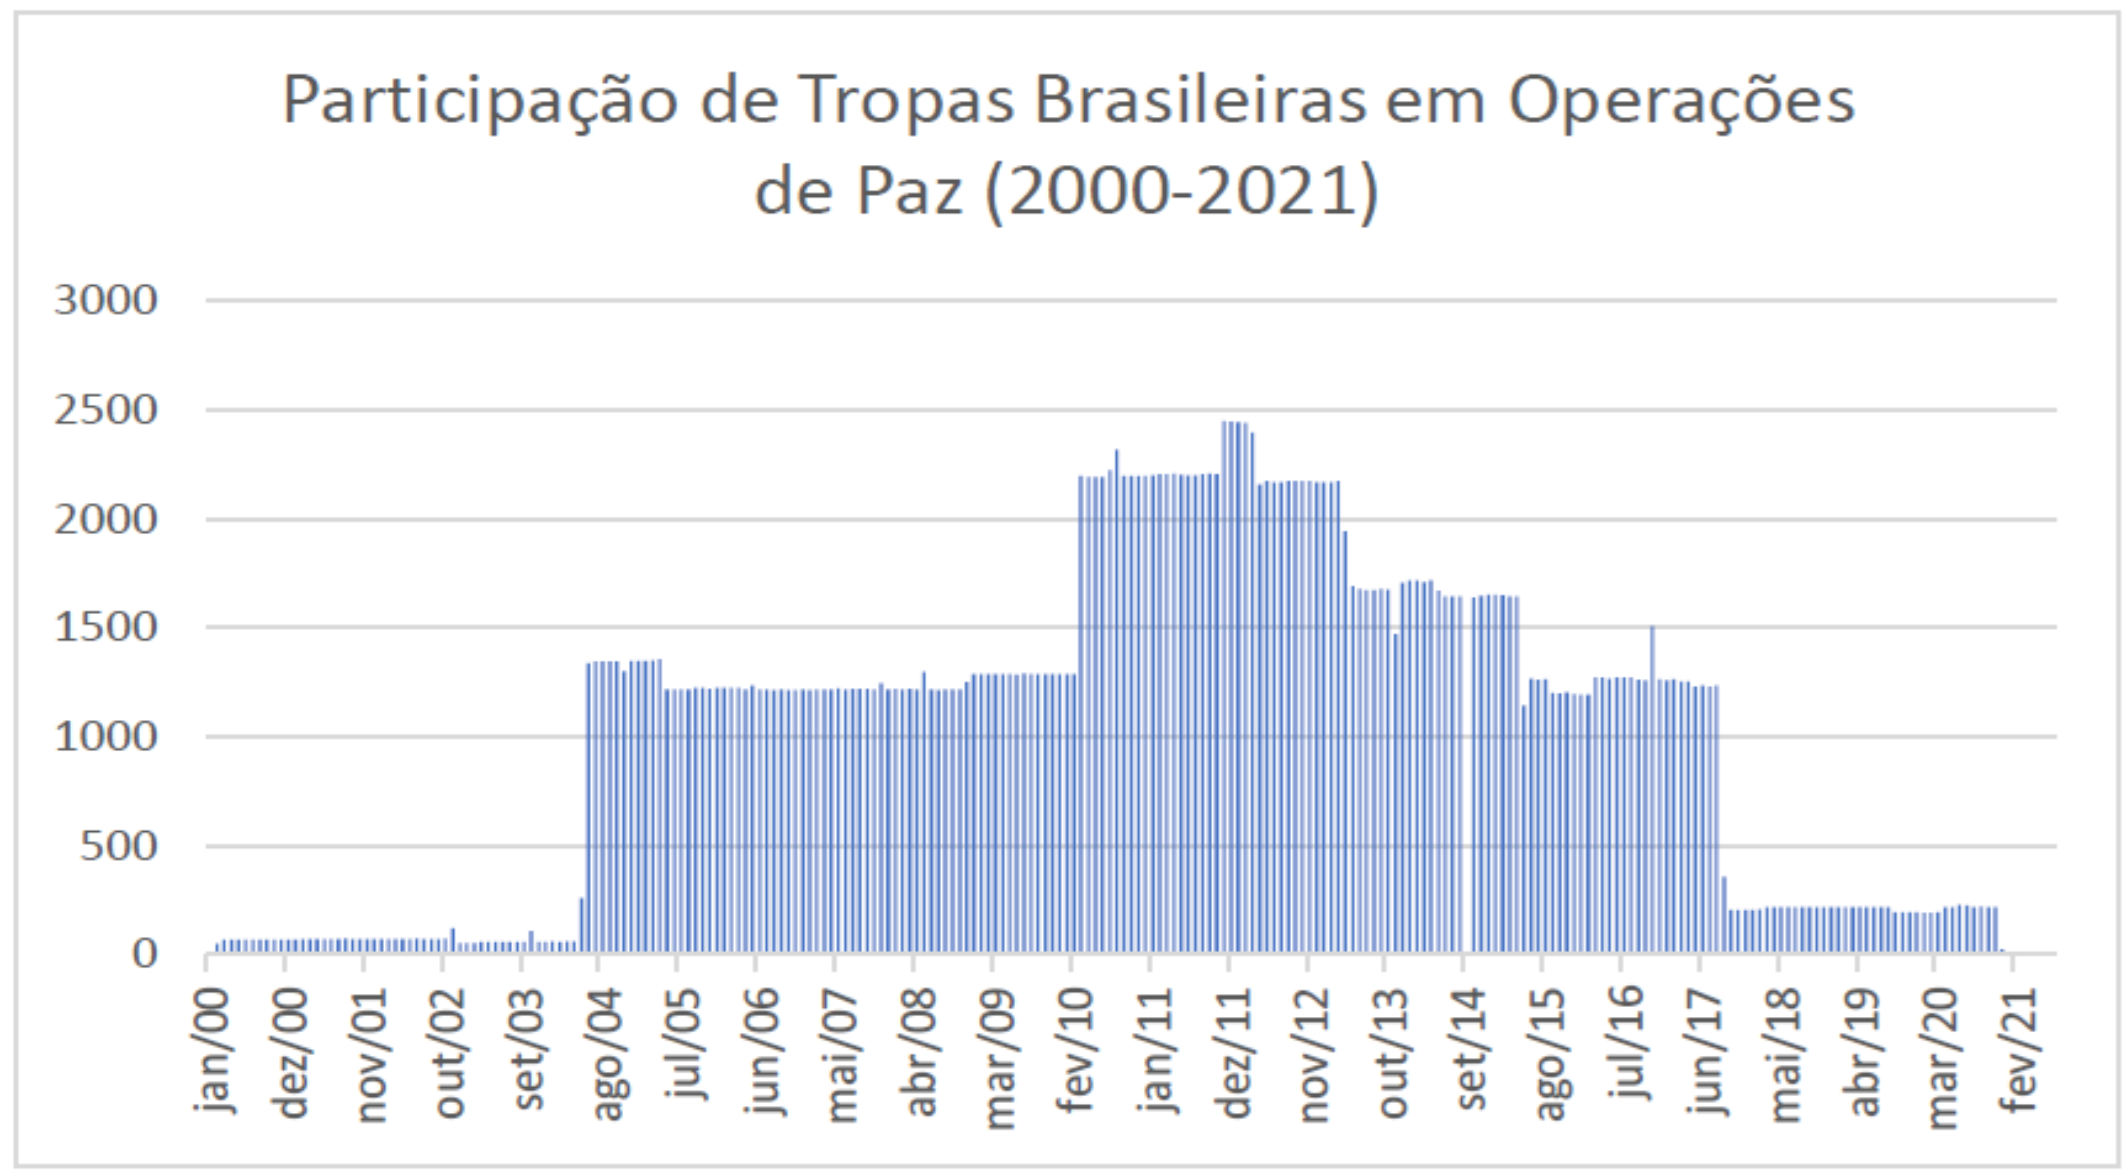 Participação de Tropas Brasileiras em Operações
de Paz (2000-2021)
3000
2500
2000
1500
1000
500
0
jan/00
dez/00
nov/01
out/02
set/03
ago/04
jul/05
jun/06
mai/07
abr/08
mar/09
fev/10
jan/11
dez/11
nov/12
out/13
set/14
ago/15
jul/16
jun/17
mai/18
abr/19
mar/20
fev/21